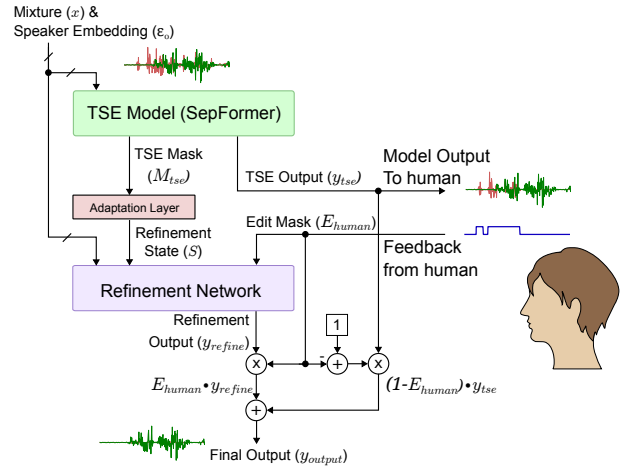 Mixture (x) &
Speaker Embedding (ε₀)
TSE Model (SepFormer)
TSE Mask
(M_tse)
TSE Output (y_tse)
Model Output
To human
Adaptation Layer
Edit Mask (E_human)
Refinement
State (S)
Feedback
from human
Refinement Network
Refinement
Output (y_refine)
1
x
-
+
x
E_human • y_refine
(1-E_human) • y_tse
+
Final Output (y_output)